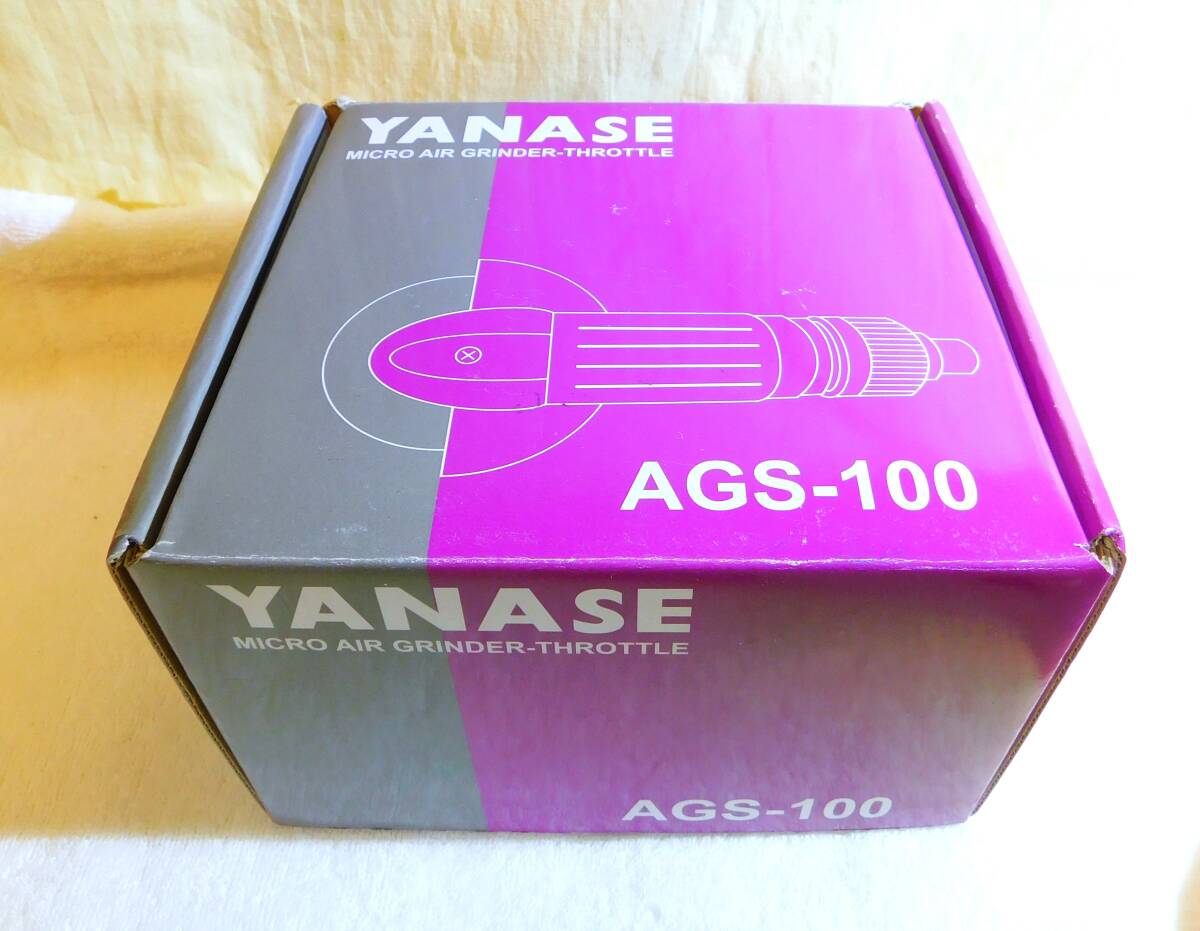 YANASE
MICRO AIR GRINDER-THROTTLE
AGS-100
YANASE
MICRO AIR GRINDER-THROTTLE
AGS-100